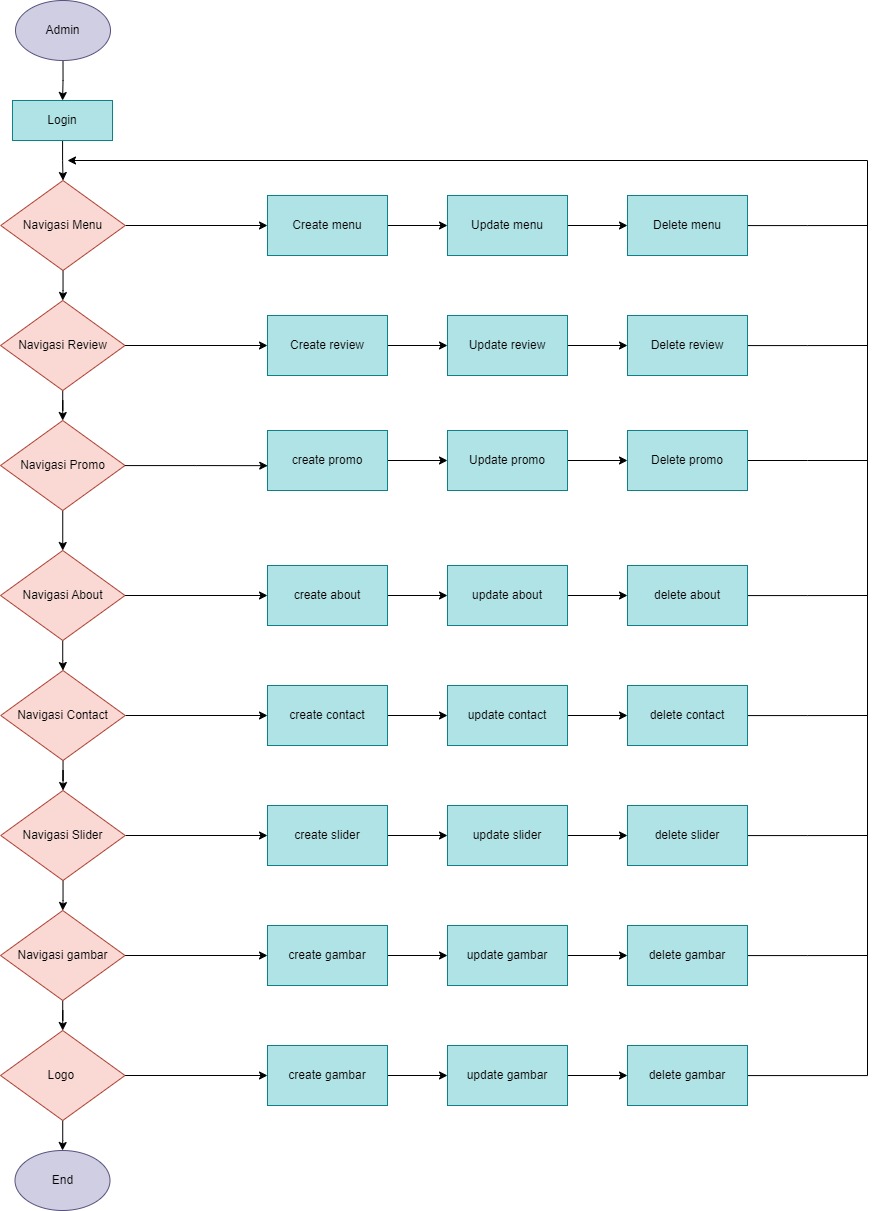 Admin
Login
Navigasi Menu
Create menu
Update menu
Delete menu
Navigasi Review
Create review
Update review
Delete review
Navigasi Promo
create promo
Update promo
Delete promo
Navigasi About
create about
update about
delete about
Navigasi Contact
create contact
update contact
delete contact
Navigasi Slider
create slider
update slider
delete slider
Navigasi gambar
create gambar
update gambar
delete gambar
Logo
create gambar
update gambar
delete gambar
End